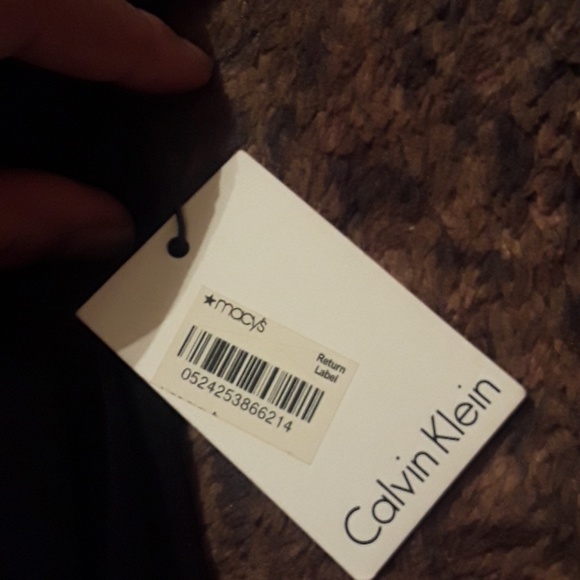 ★macy's
Return
Label
0524253866214
Calvin Klein